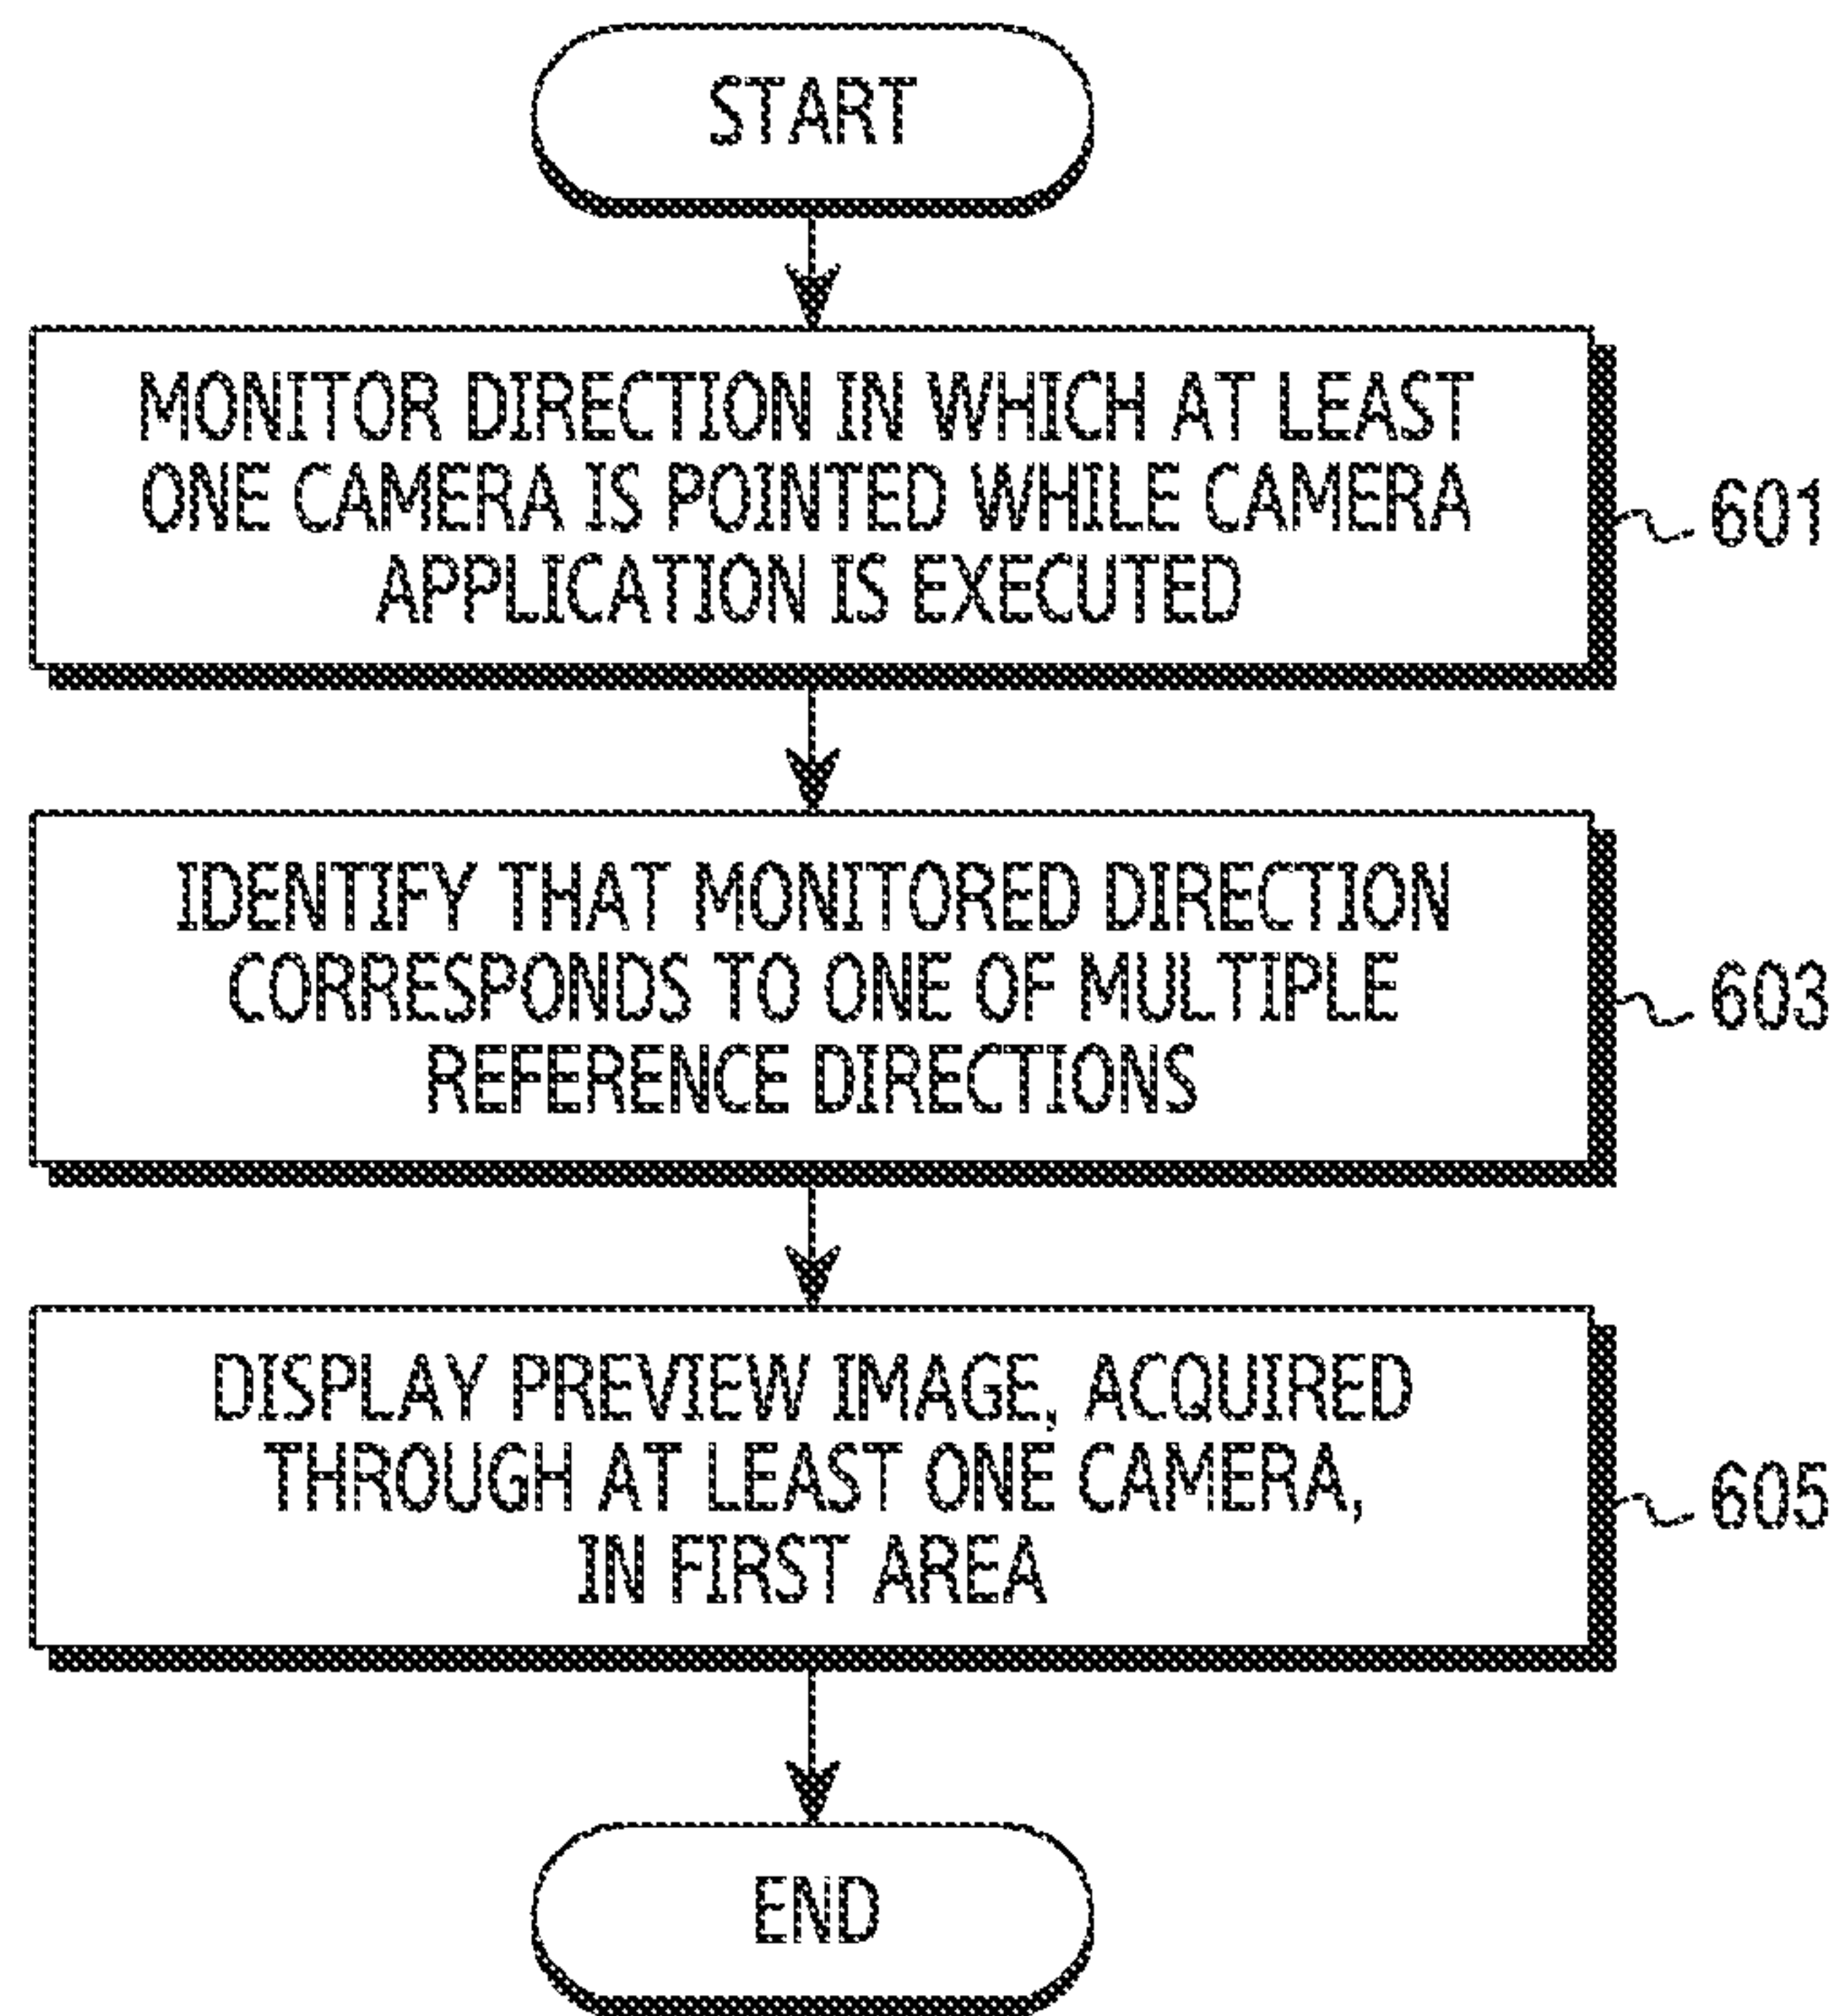 START
MONITOR DIRECTION IN WHICH AT LEAST
ONE CAMERA IS POINTED WHILE CAMERA
APPLICATION IS EXECUTED
601
IDENTIFY THAT MONITORED DIRECTION
CORRESPONDS TO ONE OF MULTIPLE
REFERENCE DIRECTIONS
603
DISPLAY PREVIEW IMAGE, ACQUIRED
THROUGH AT LEAST ONE CAMERA,
IN FIRST AREA
605
END